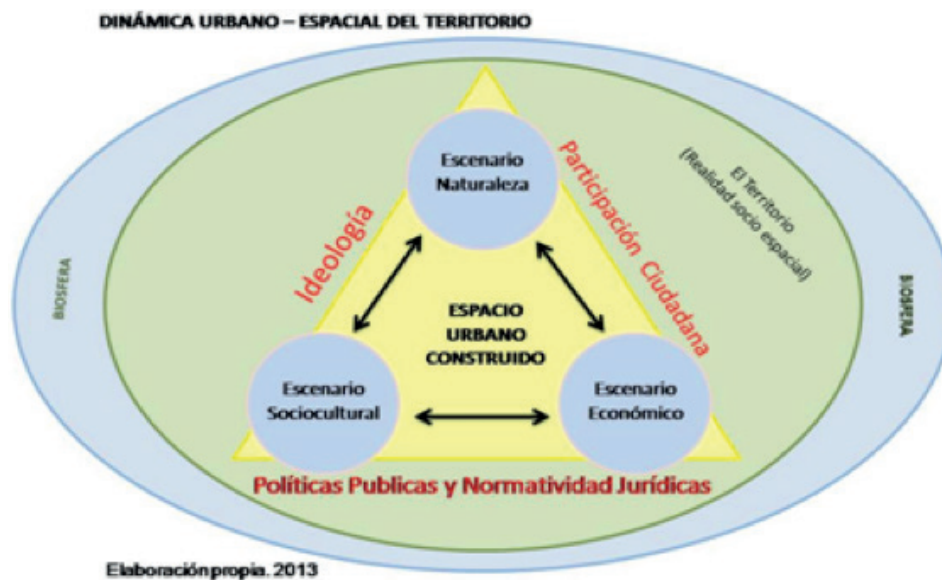 DINÁMICA URBANO – ESPACIAL DEL TERRITORIO
Escenario
Naturaleza
Ideología
Participación Ciudadana
El Territorio
(Realidad socio espacial)
BIOSFERA
BIOSFERA
ESPACIO
URBANO
CONSTRUIDO
Escenario
Sociocultural
Escenario
Económico
Políticas Publicas y Normatividad Jurídicas
Elaboración propia. 2013